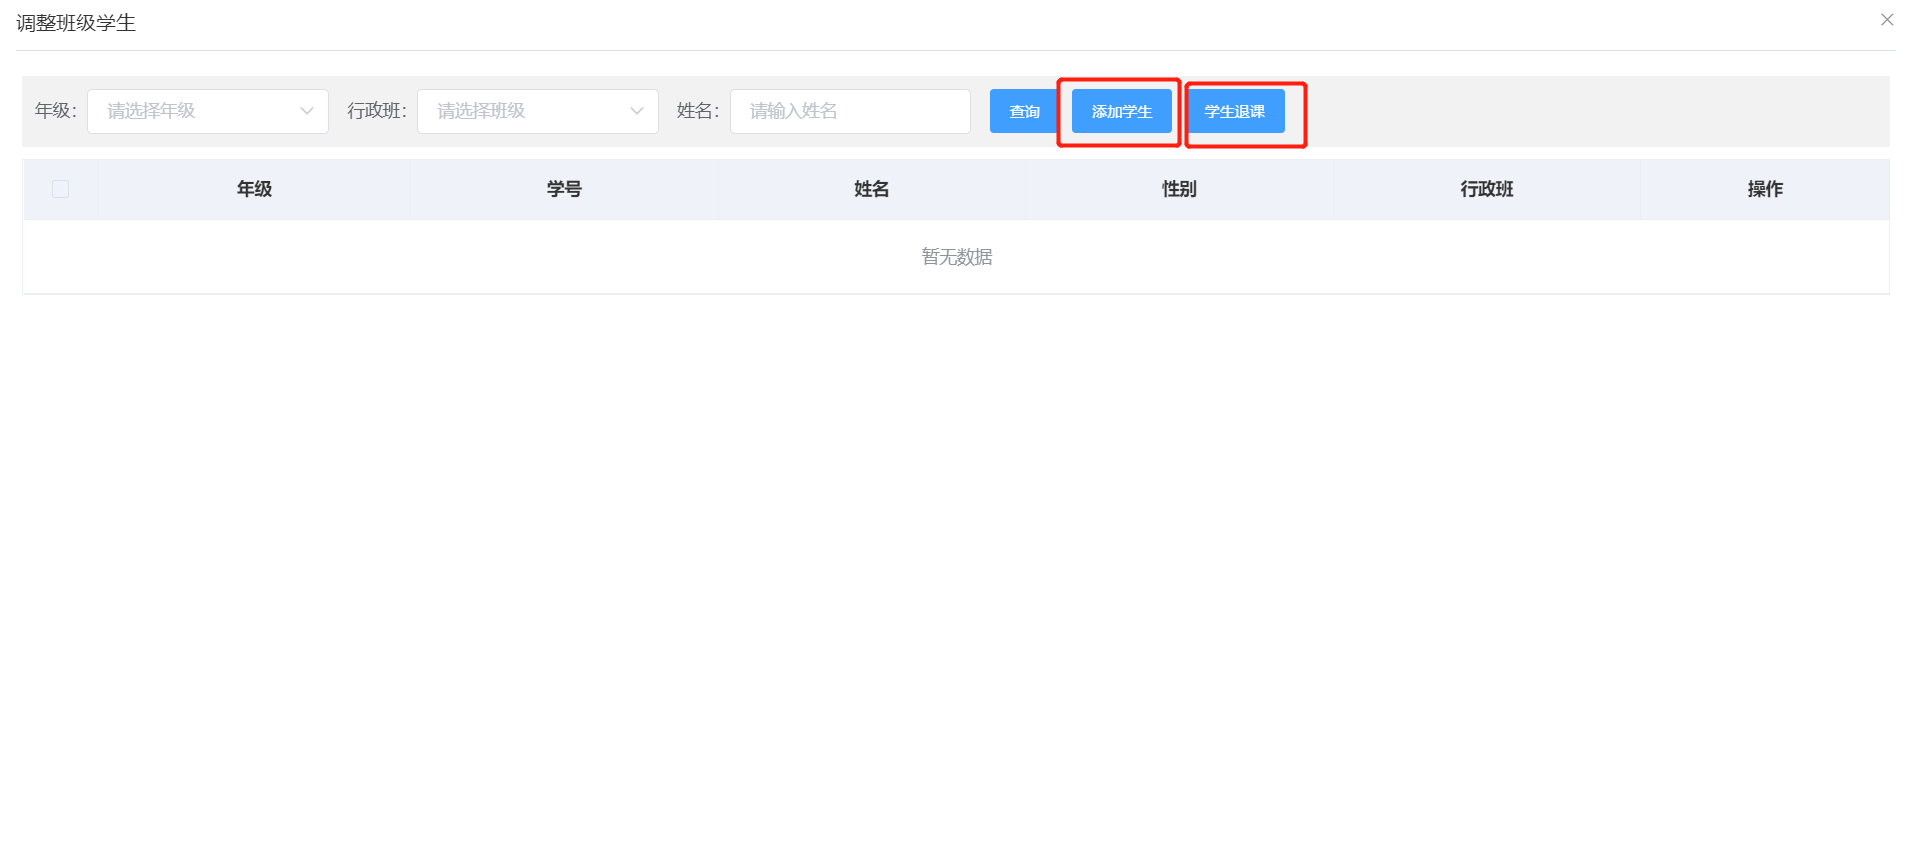 调整班级学生
年级： 请选择年级 行政班： 请选择班级 姓名： 请输入姓名 查询 添加学生 学生退课
年级 学号 姓名 性别 行政班 操作
暂无数据